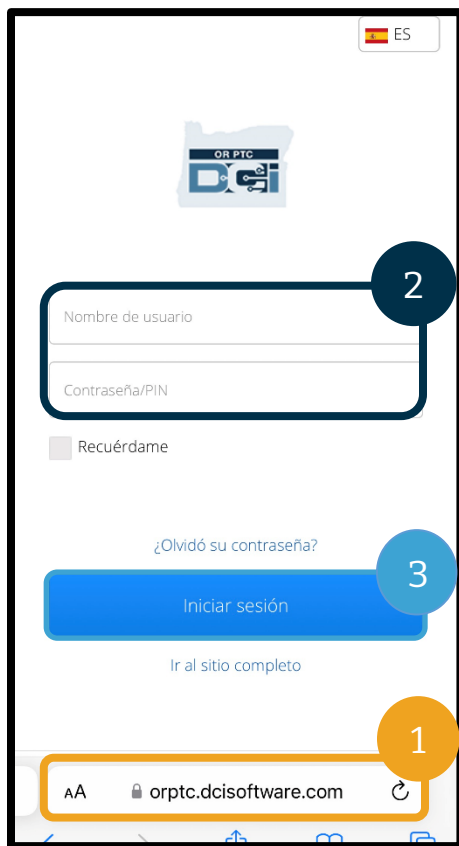 ES
OR PTC
DCi
2
Nombre de usuario
Contraseña/PIN
Recuérdame
¿Olvidó su contraseña?
3
Iniciar sesión
Ir al sitio completo
1
AA orptc.dcisoftware.com